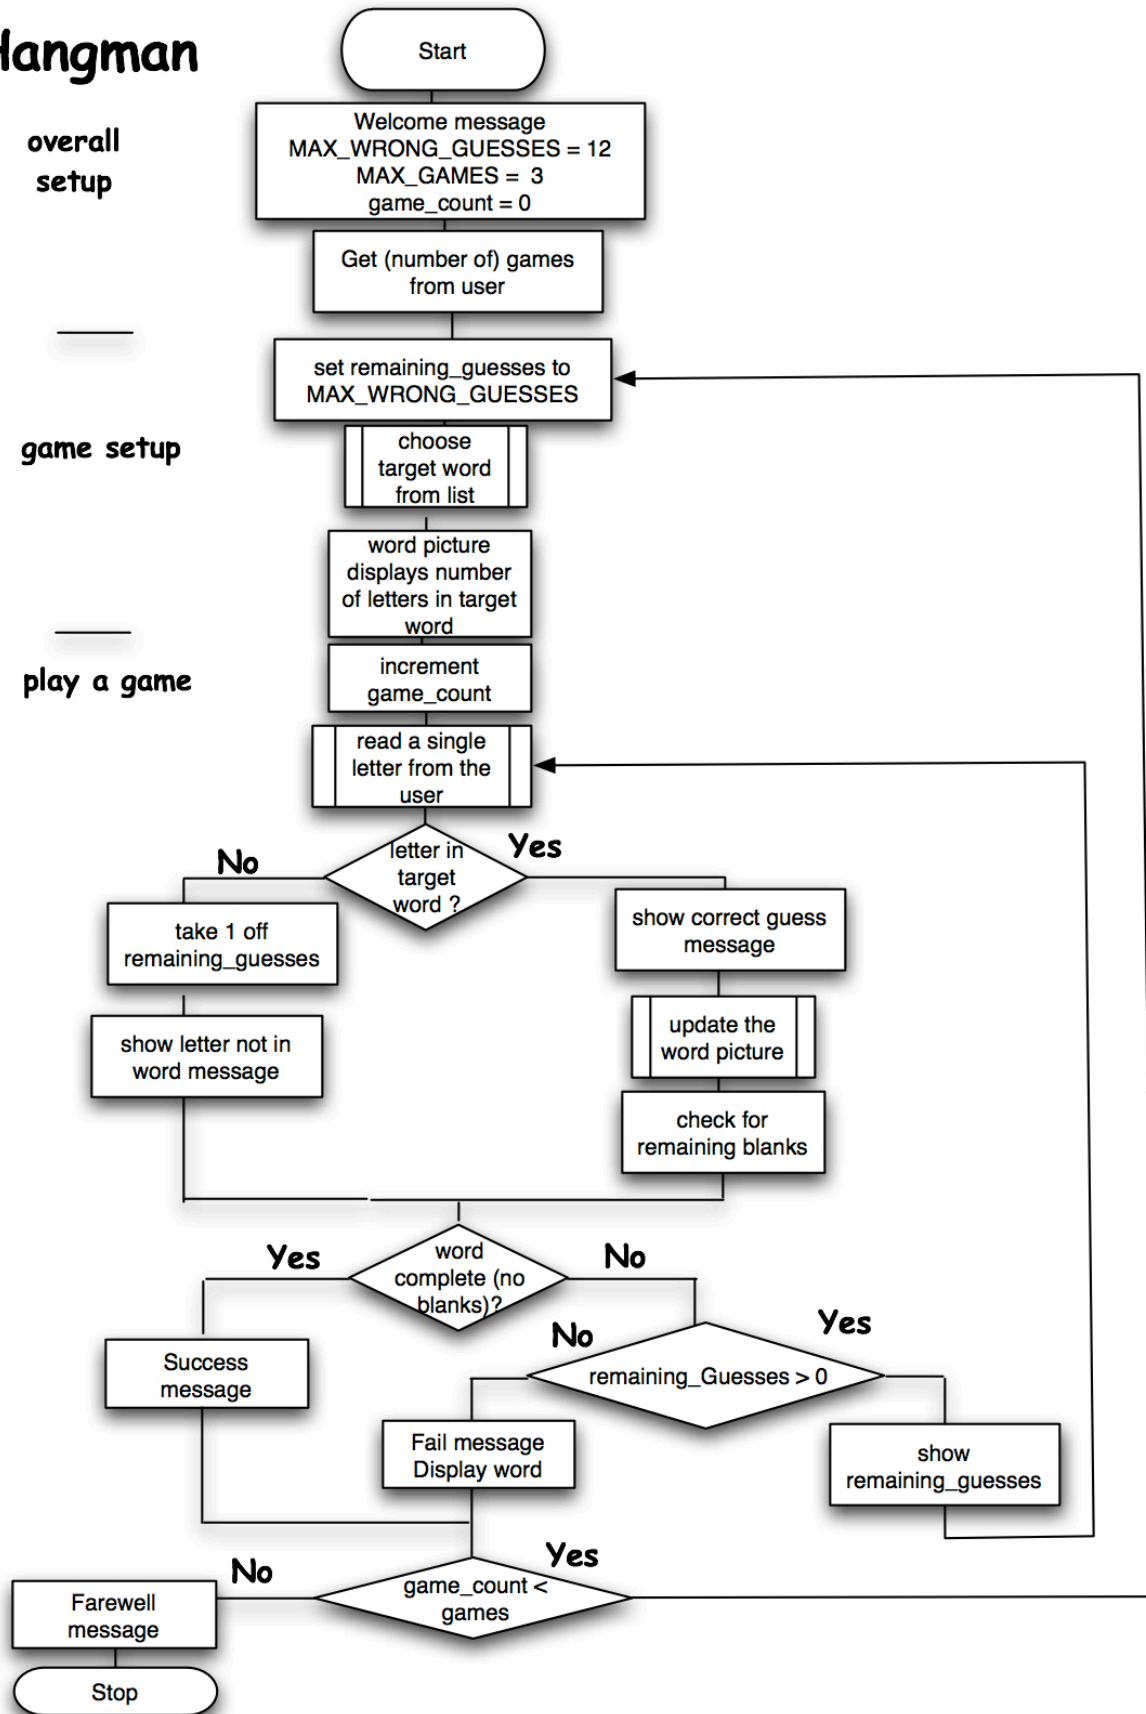 Hangman
Start
overall
setup
Welcome message
MAX_WRONG_GUESSES = 12
MAX_GAMES = 3
game_count = 0
Get (number of) games
from user
set remaining_guesses to
MAX_WRONG_GUESSES
game setup
choose
target word
from list
word picture
displays number
of letters in target
word
play a game
increment
game_count
read a single
letter from the
user
No
letter in
target
word ?
Yes
take 1 off
remaining_guesses
show correct guess
message
show letter not in
word message
update the
word picture
check for
remaining blanks
Yes
word
complete (no
blanks)?
No
No
Yes
remaining_Guesses > 0
Success
message
Fail message
Display word
show
remaining_guesses
No
game_count <
games
Yes
Farewell
message
Stop